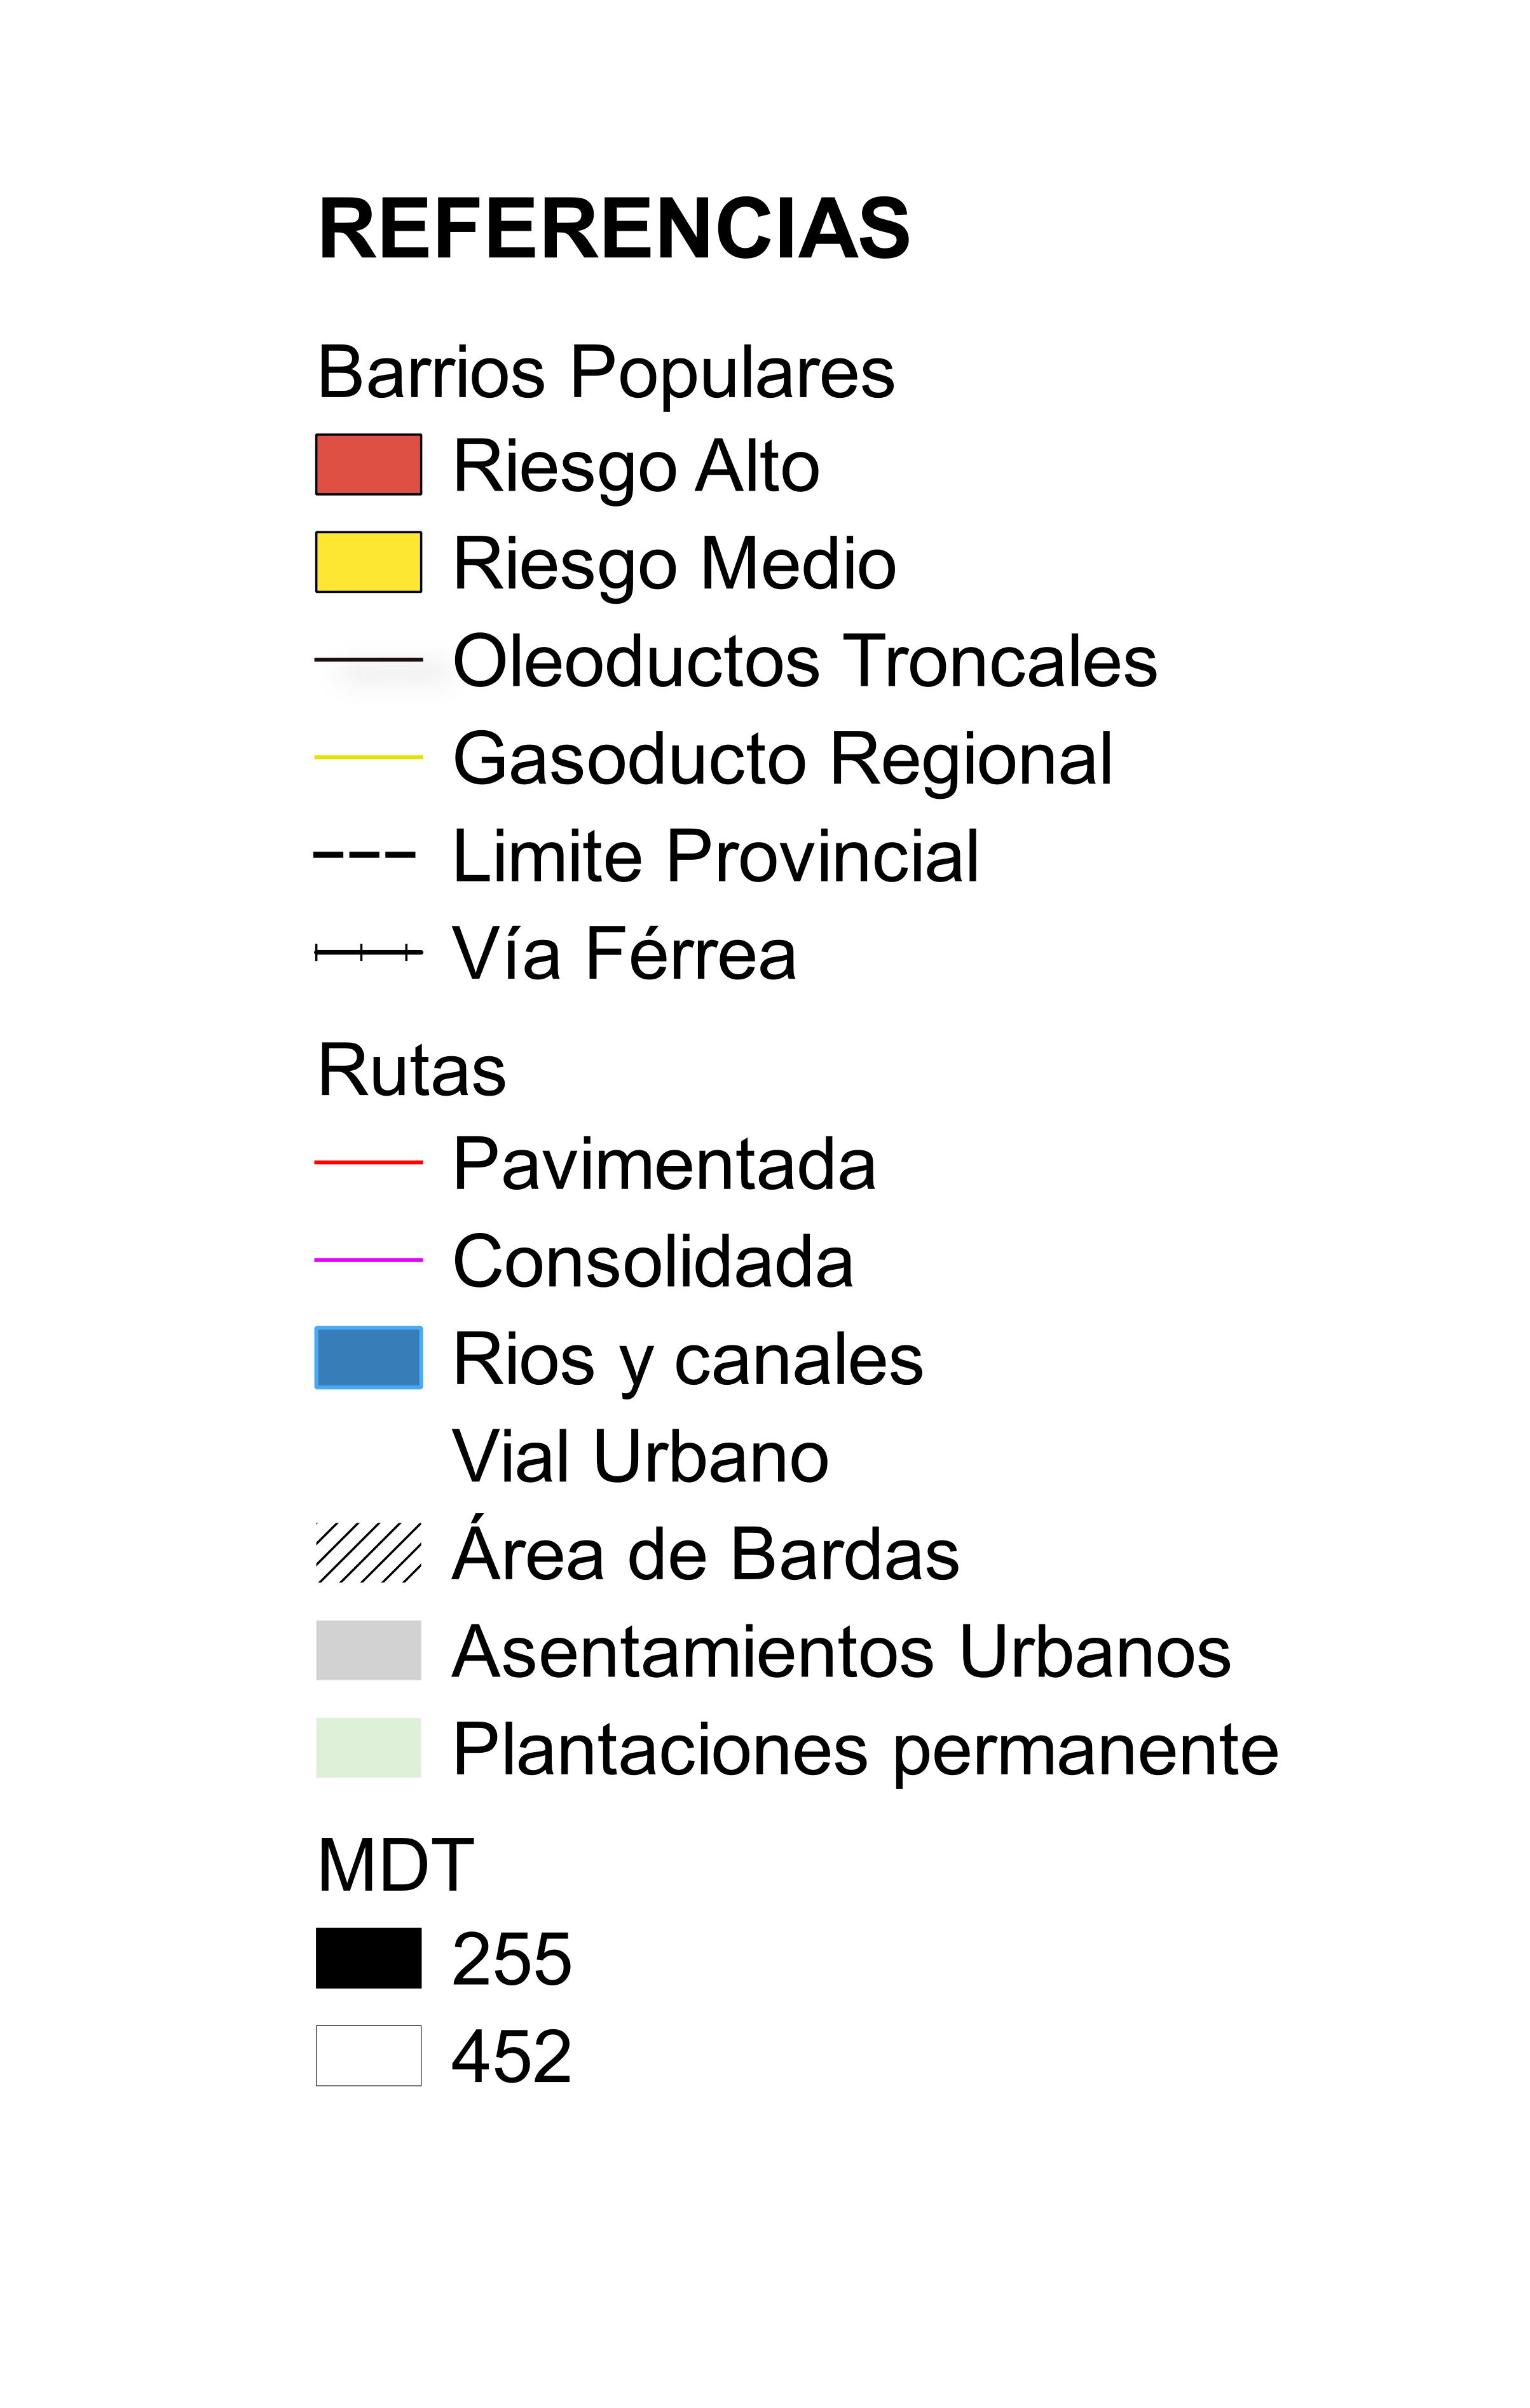 REFERENCIAS
Barrios Populares
Riesgo Alto
Riesgo Medio
Oleoductos Troncales
Gasoducto Regional
Limite Provincial
Vía Férrea
Rutas
Pavimentada
Consolidada
Rios y canales
Vial Urbano
Área de Bardas
Asentamientos Urbanos
Plantaciones permanente
MDT
255
452